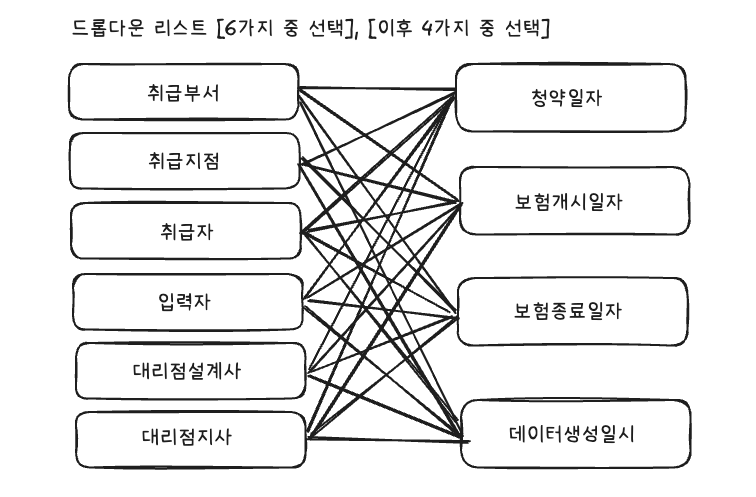 드롭다운 리스트 [6가지 중 선택], [이후 4가지 중 선택]
취급부서
취급지점
취급자
입력자
대리점설계사
대리점지사
청약일자
보험개시일자
보험종료일자
데이터생성일시